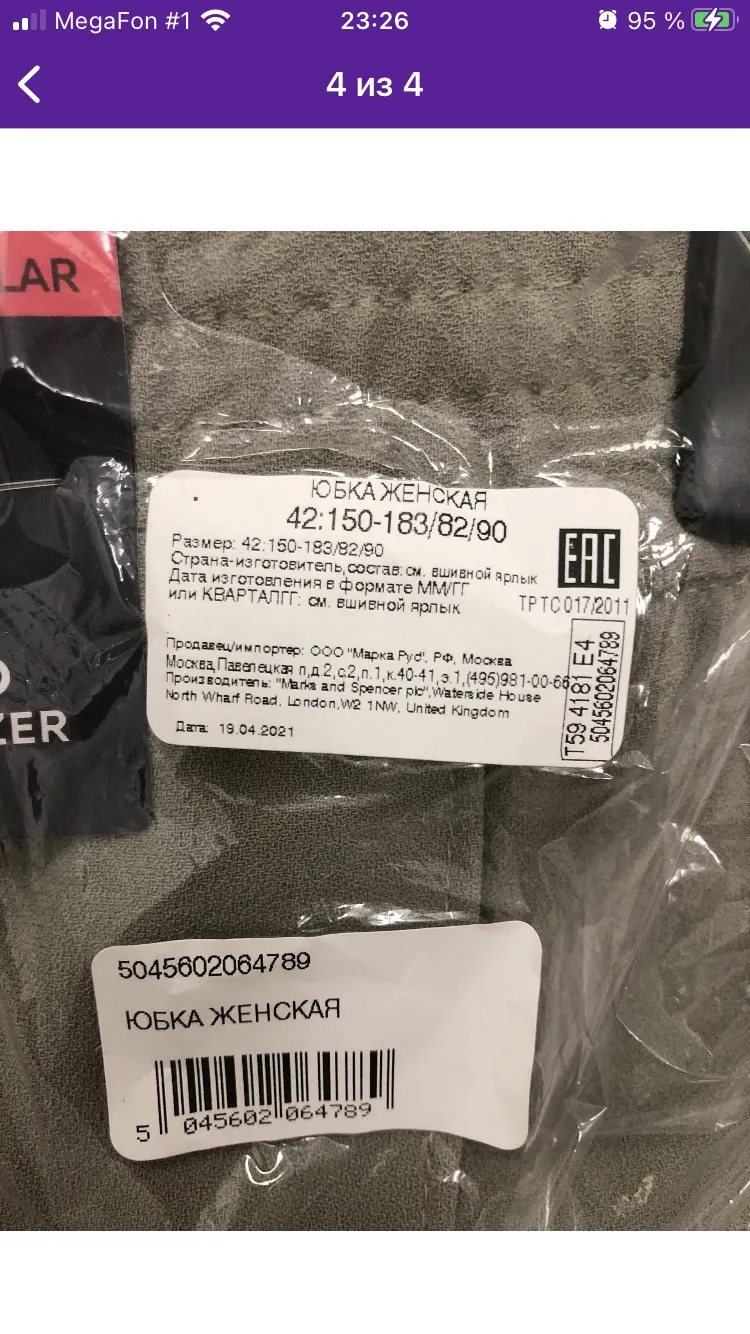 MegaFon #1
23:26
95 %
4 из 4
LAR
ZER
ЮБКА ЖЕНСКАЯ
42:150-183/82/90
Размер: 42:150-183/82/90
Страна-изготовитель,состав: см. вшивной ярлык
Дата изготовления в формате ММ/ГГ
или КВАРТАЛГГ: см. вшивной ярлык
EAC
ТР ТС 017/2011
Продавец/импортер: ООО "Марка Рус", РФ, Москва
Москва,Павелецкая п,д.2,с.2,п.1,к.40-41,э.1,(495)981-00-66
Производитель: "Marks and Spencer plc",Waterside House
North Wharf Road, London,W2 1NW, United Kingdom
Дата: 19.04.2021
T59 4181 E4
5045602064789
5045602064789
ЮБКА ЖЕНСКАЯ
5 045602 064789